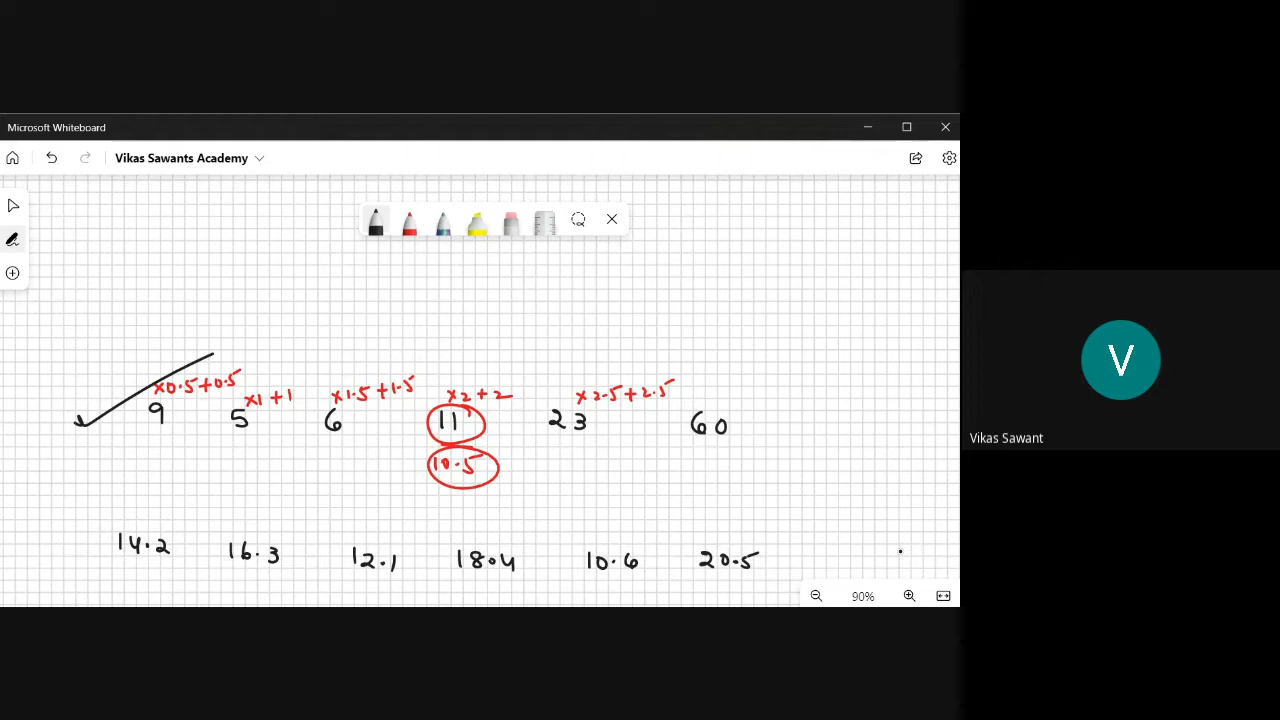 Microsoft Whiteboard
Vikas Sawants Academy
×0.5+0.5 ×1+1 ×1.5+1.5 ×2+2 ×2.5+2.5
9 5 6 11 23 60
10.5
14.2 16.3 12.1 18.4 10.6 20.5
90%
V
Vikas Sawant